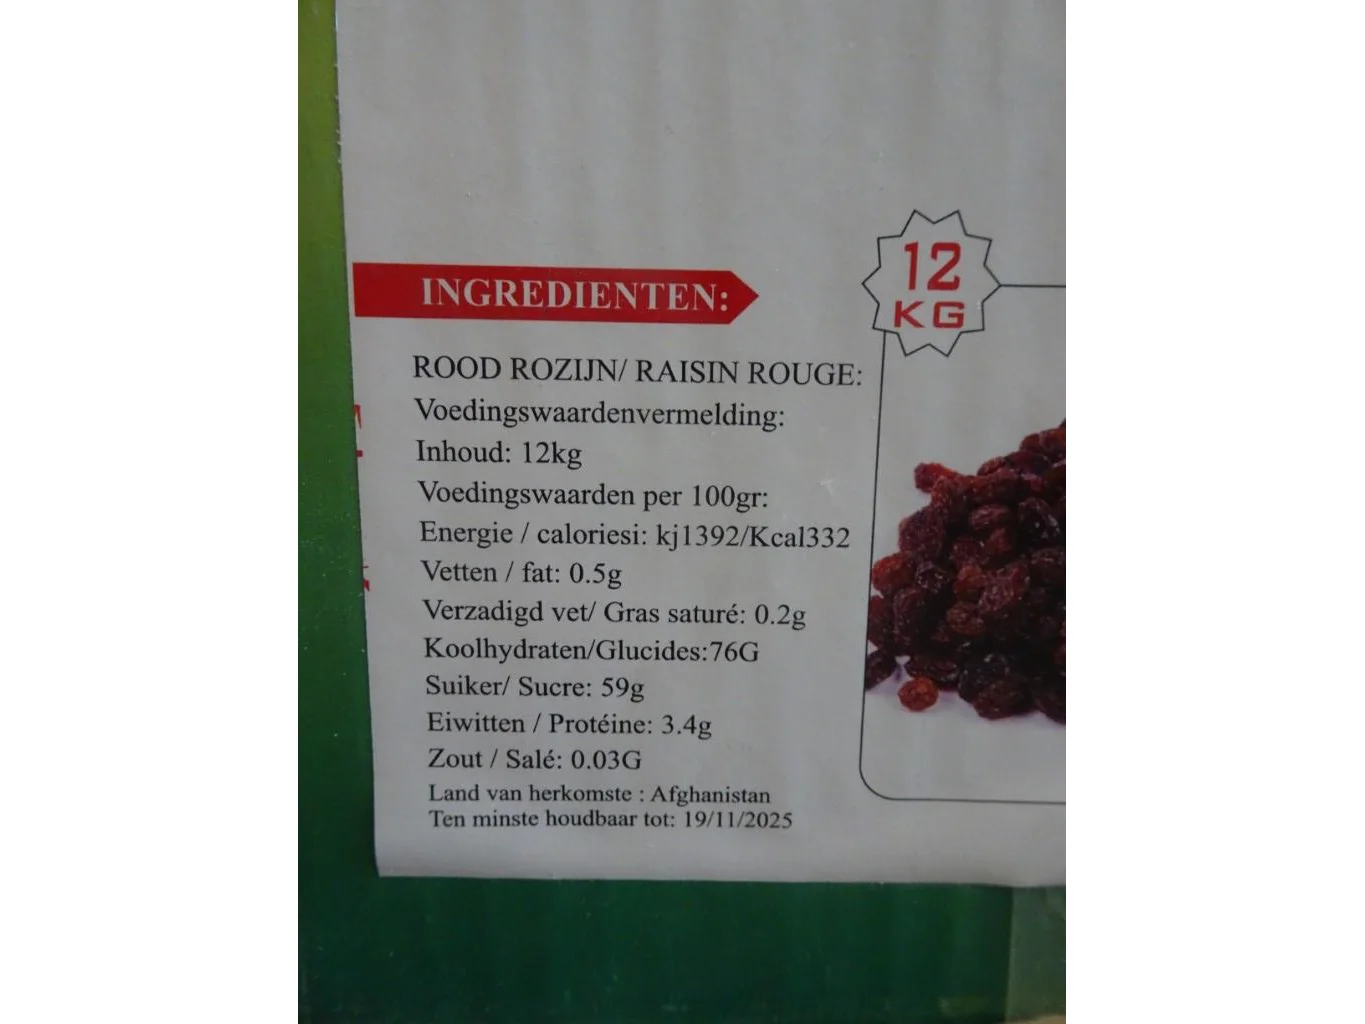 12
KG
INGREDIENTEN:
ROOD ROZIJN/ RAISIN ROUGE:
Voedingswaardenvermelding:
Inhoud: 12kg
Voedingswaarden per 100gr:
Energie / caloriesi: kj1392/Kcal332
Vetten / fat: 0.5g
Verzadigd vet/ Gras saturé: 0.2g
Koolhydraten/Glucides:76G
Suiker/ Sucre: 59g
Eiwitten / Protéine: 3.4g
Zout / Salé: 0.03G
Land van herkomste : Afghanistan
Ten minste houdbaar tot: 19/11/2025